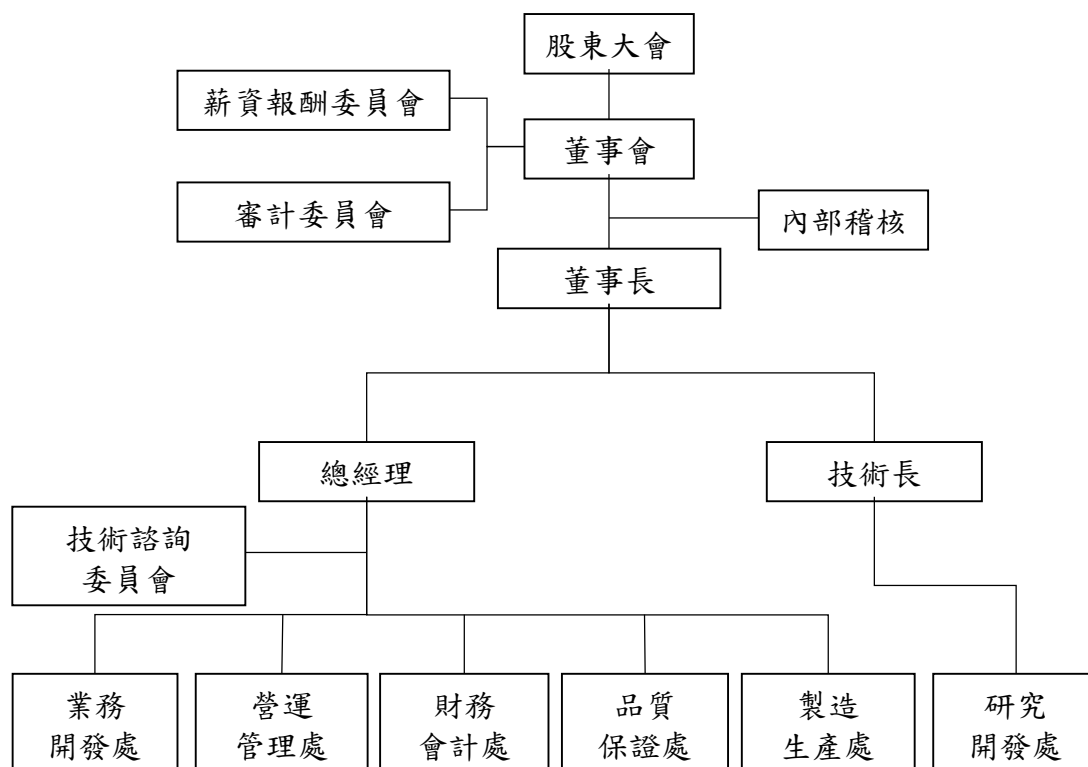 股東大會
薪資報酬委員會
董事會
審計委員會
內部稽核
董事長
總經理
技術長
技術諮詢
委員會
業務
開發處
營運
管理處
財務
會計處
品質
保證處
製造
生產處
研究
開發處